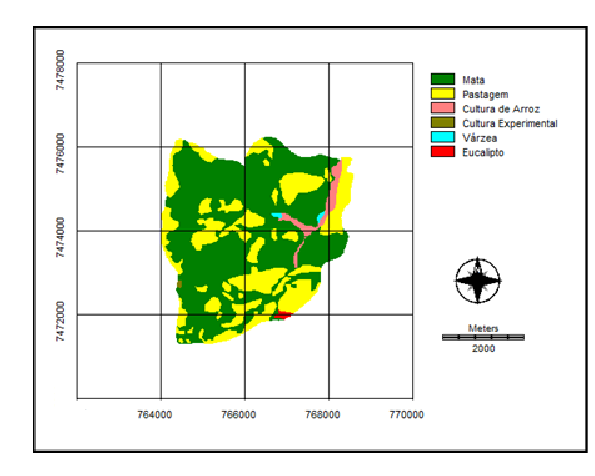 7478000
7476000
7474000
7472000
764000
766000
768000
770000
Mata
Pastagem
Cultura de Arroz
Cultura Experimental
Várzea
Eucalipto
Meters
2000